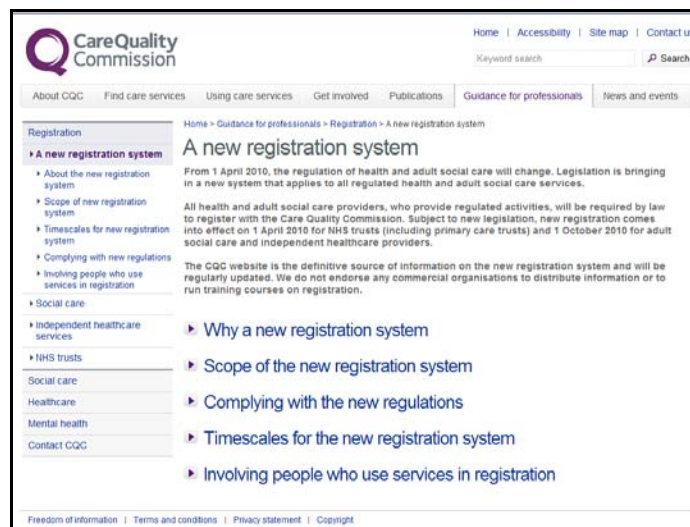 CareQuality
Commission
Home | Accessibility | Site map | Contact u
Keyword search
Search
About CQC
Find care services
Using care services
Get involved
Publications
Guidance for professionals
News and events
Registration
A new registration system
About the new registration
system
Scope of new registration
system
Timescales for new registration
system
Complying with new regulations
Involving people who use
services in registration
Social care
Independent healthcare
services
NHS trusts
Social care
Healthcare
Mental health
Contact CQC
Home > Guidance for professionals > Registration > A new registration system
A new registration system
From 1 April 2010, the regulation of health and adult social care will change. Legislation is bringing
in a new system that applies to all regulated health and adult social care services.
All health and adult social care providers, who provide regulated activities, will be required by law
to register with the Care Quality Commission. Subject to new legislation, new registration comes
into effect on 1 April 2010 for NHS trusts (including primary care trusts) and 1 October 2010 for adult
social care and independent healthcare providers.
The CQC website is the definitive source of information on the new registration system and will be
regularly updated. We do not endorse any commercial organisations to distribute information or to
run training courses on registration.
Why a new registration system
Scope of the new registration system
Complying with the new regulations
Timescales for the new registration system
Involving people who use services in registration
Freedom of information | Terms and conditions | Privacy statement | Copyright